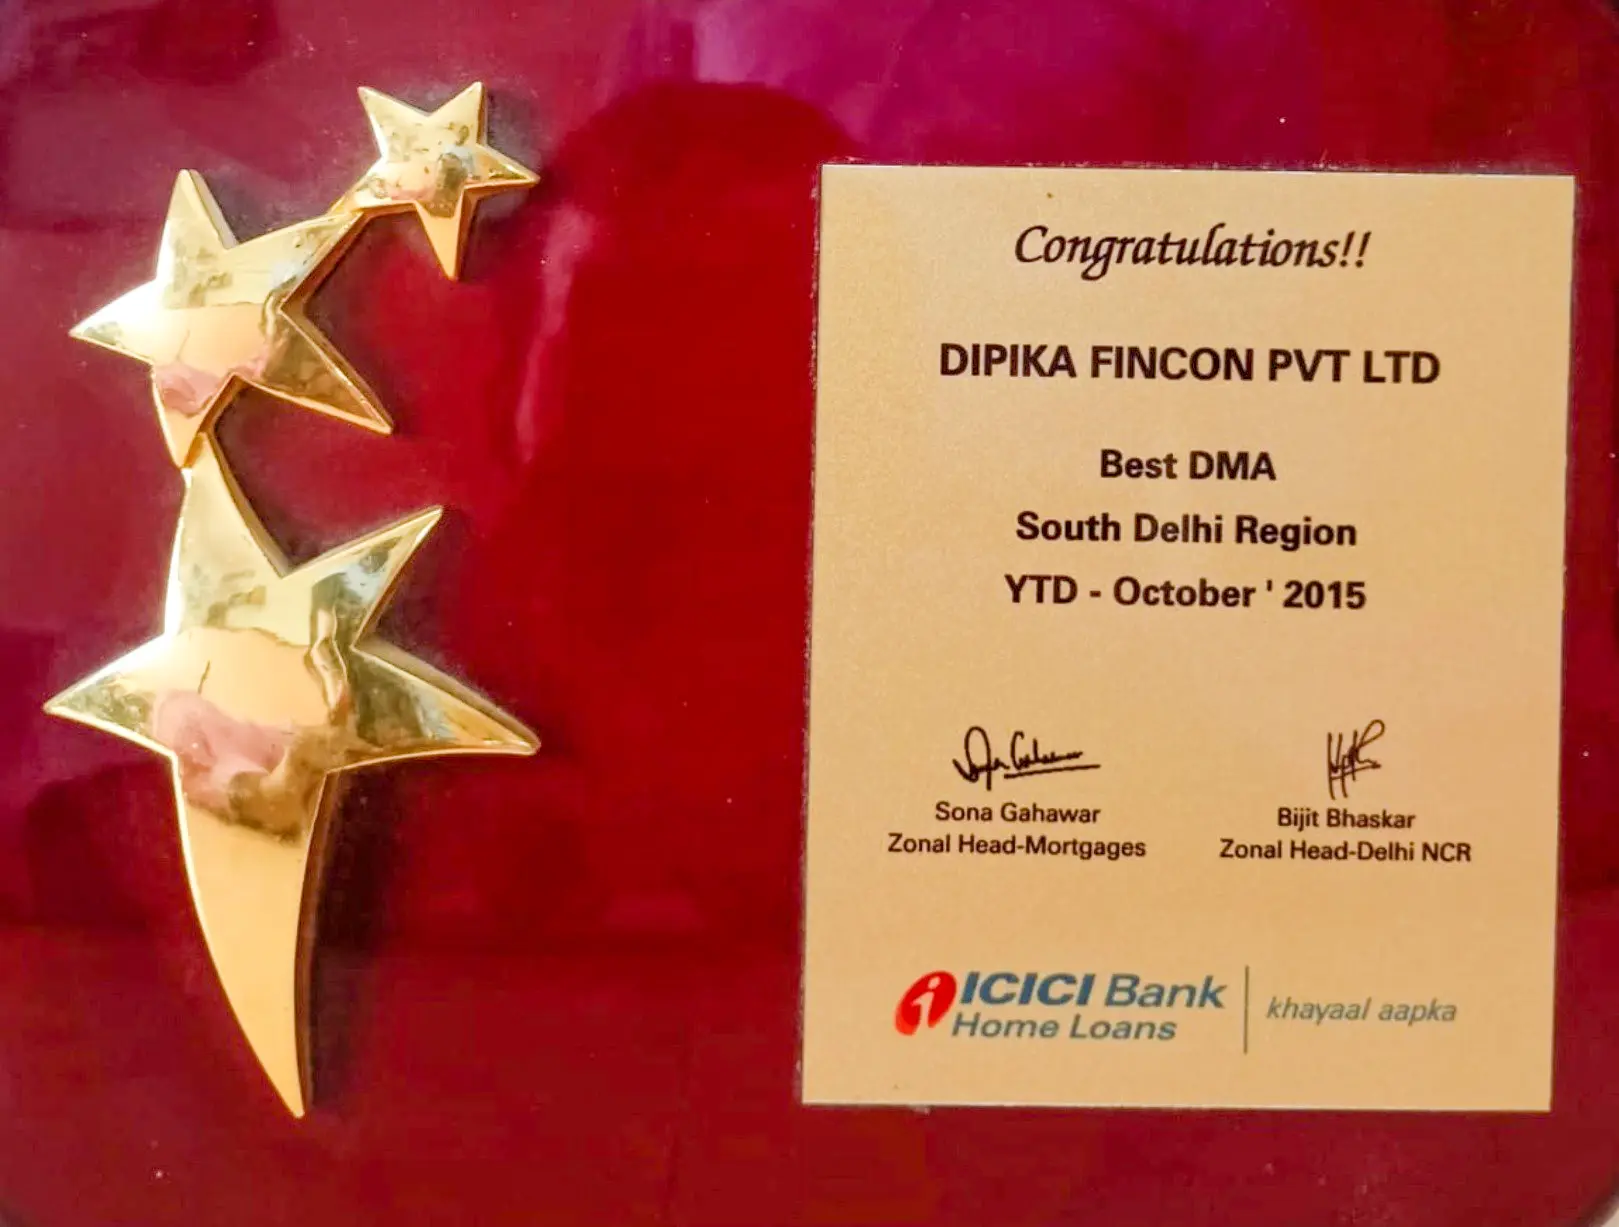 Congratulations!!
DIPIKA FINCON PVT LTD
Best DMA
South Delhi Region
YTD - October ' 2015
Sona Gahawar
Zonal Head-Mortgages
Bijit Bhaskar
Zonal Head-Delhi NCR
ICICI Bank
Home Loans
khayaal aapka